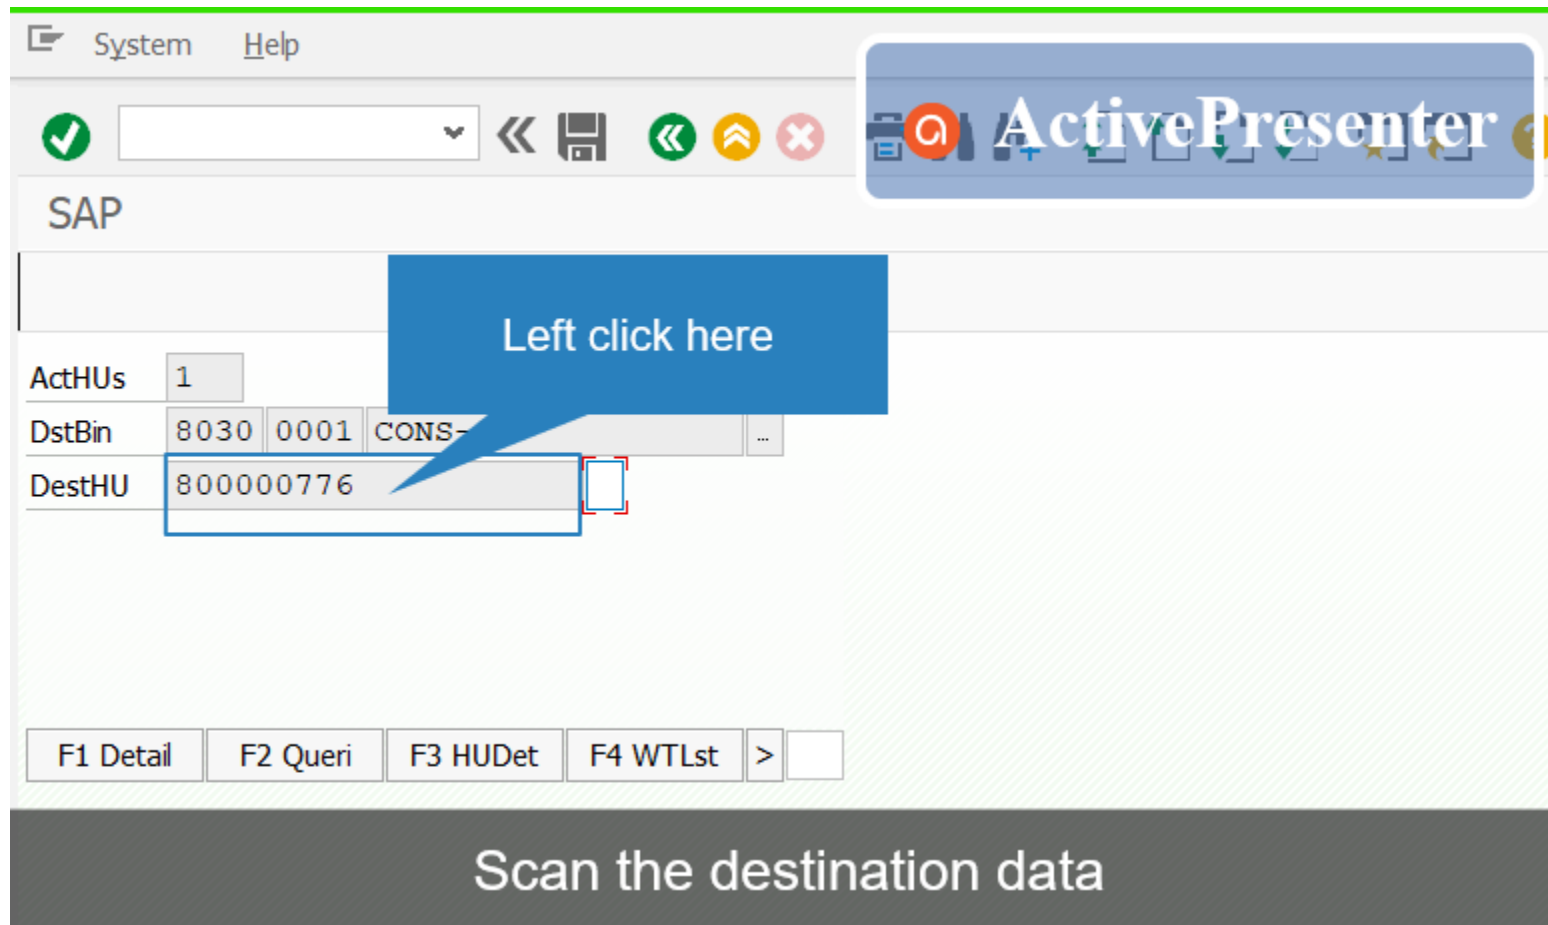 System Help
ActivePresenter
SAP
Left click here
ActHUs 1
DstBin 8030 0001 CONS- ...
DestHU 800000776
F1 Detail F2 Queri F3 HUDet F4 WTLst >
Scan the destination data